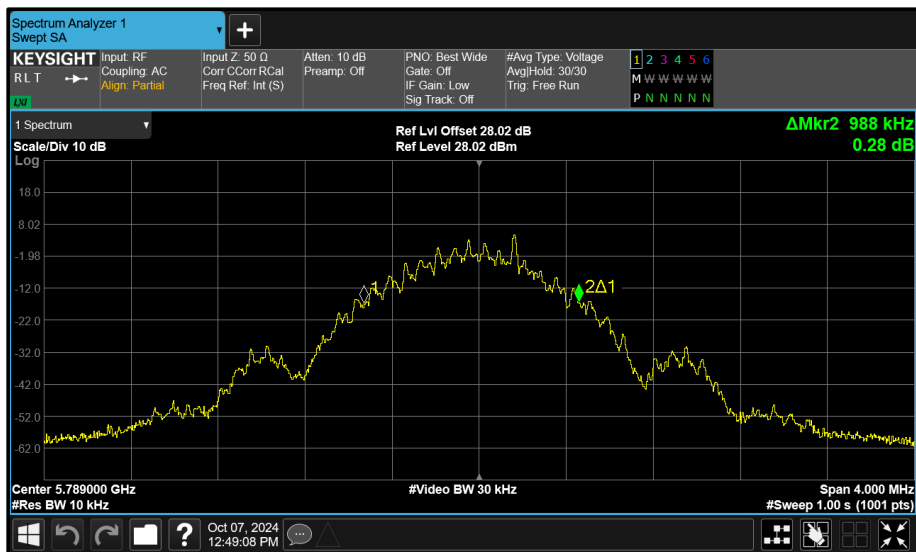 Spectrum Analyzer 1
Swept SA
KEYSIGHT
R L T
LXI
Input: RF
Coupling: AC
Align: Partial
Input Z: 50 Ω
Corr CCorr RCal
Freq Ref: Int (S)
Atten: 10 dB
Preamp: Off
PNO: Best Wide
Gate: Off
IF Gain: Low
Sig Track: Off
#Avg Type: Voltage
Avg|Hold: 30/30
Trig: Free Run
1 2 3 4 5 6
M W W W W W
P N N N N N
1 Spectrum
Scale/Div 10 dB
Ref Lvl Offset 28.02 dB
Ref Level 28.02 dBm
ΔMkr2 988 kHz
0.28 dB
Log
18.0
8.02
-1.98
-12.0
-22.0
-32.0
-42.0
-52.0
-62.0
1
2Δ1
Center 5.789000 GHz
#Video BW 30 kHz
Span 4.000 MHz
#Res BW 10 kHz
#Sweep 1.00 s (1001 pts)
?
Oct 07, 2024
12:49:08 PM